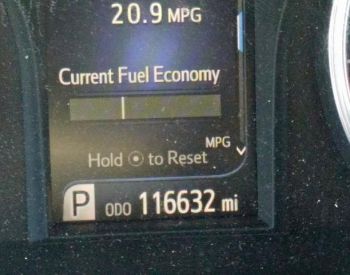 20.9 MPG
Current Fuel Economy
MPG
Hold ⦿ to Reset
P ODO 116632 mi